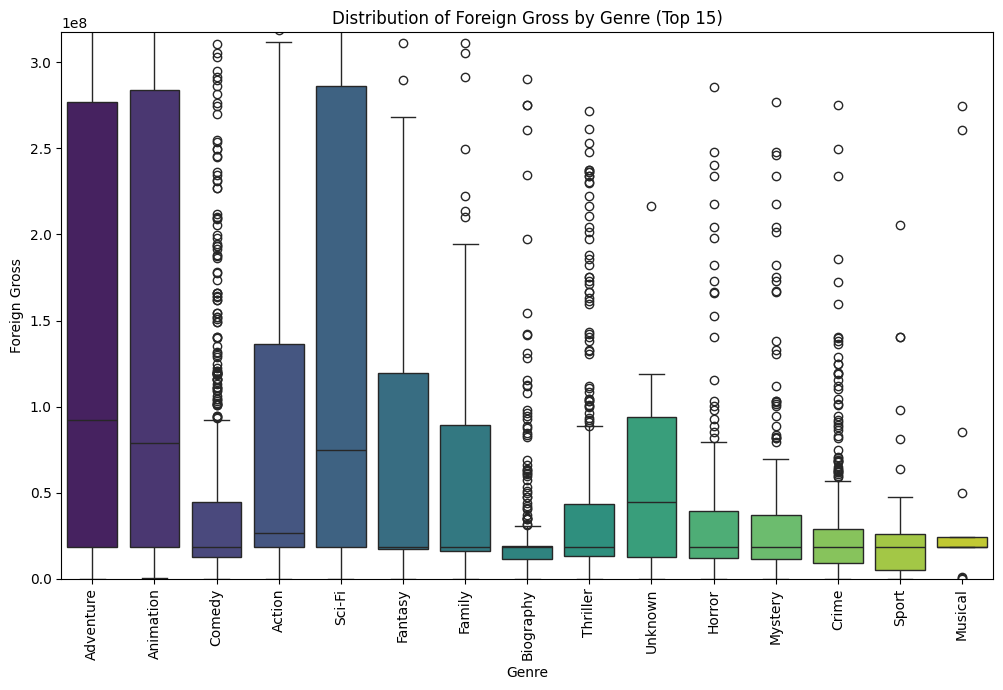 Distribution of Foreign Gross by Genre (Top 15)
1e8
3.0
2.5
2.0
1.5
1.0
0.5
0.0
Foreign Gross
Adventure
Animation
Comedy
Action
Sci-Fi
Fantasy
Family
Biography
Thriller
Unknown
Horror
Mystery
Crime
Sport
Musical
Genre